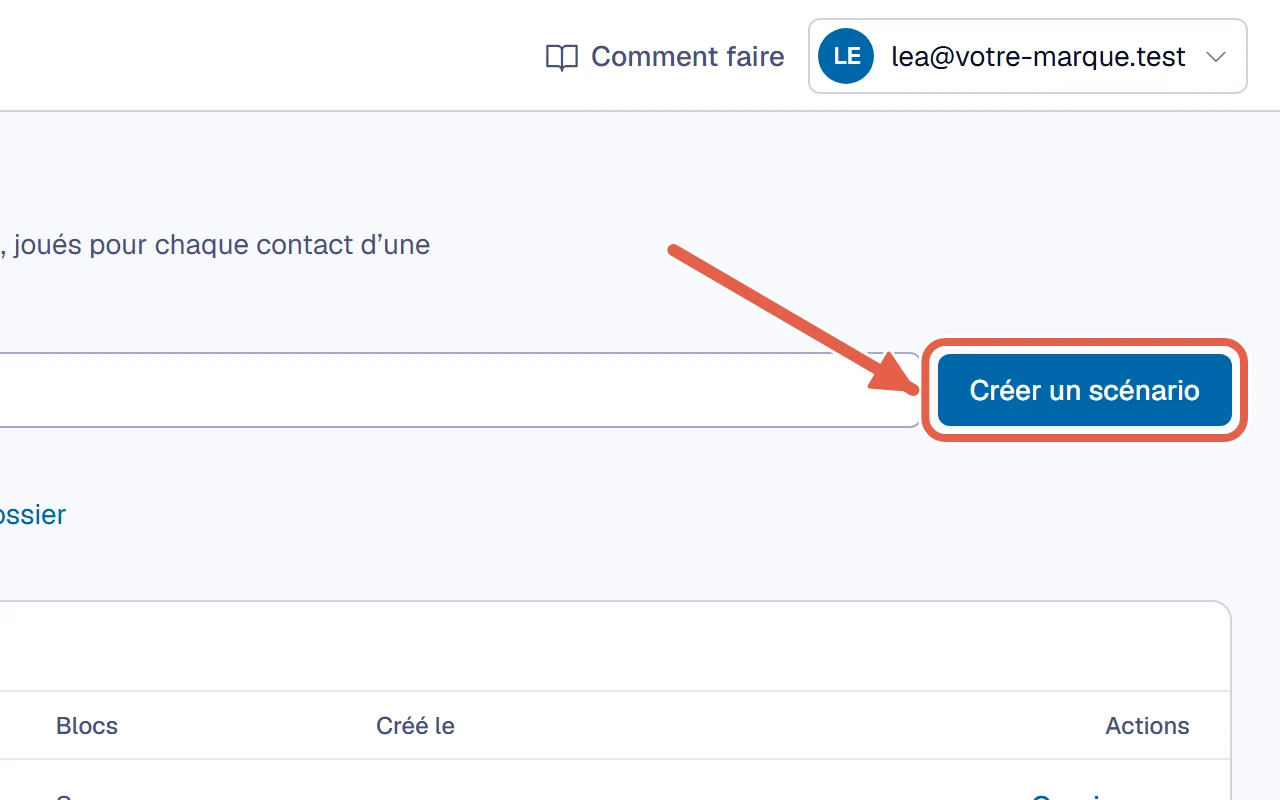 Comment faire
LE
lea@votre-marque.test
, joués pour chaque contact d’une
Créer un scénario
ossier
Blocs
Créé le
Actions